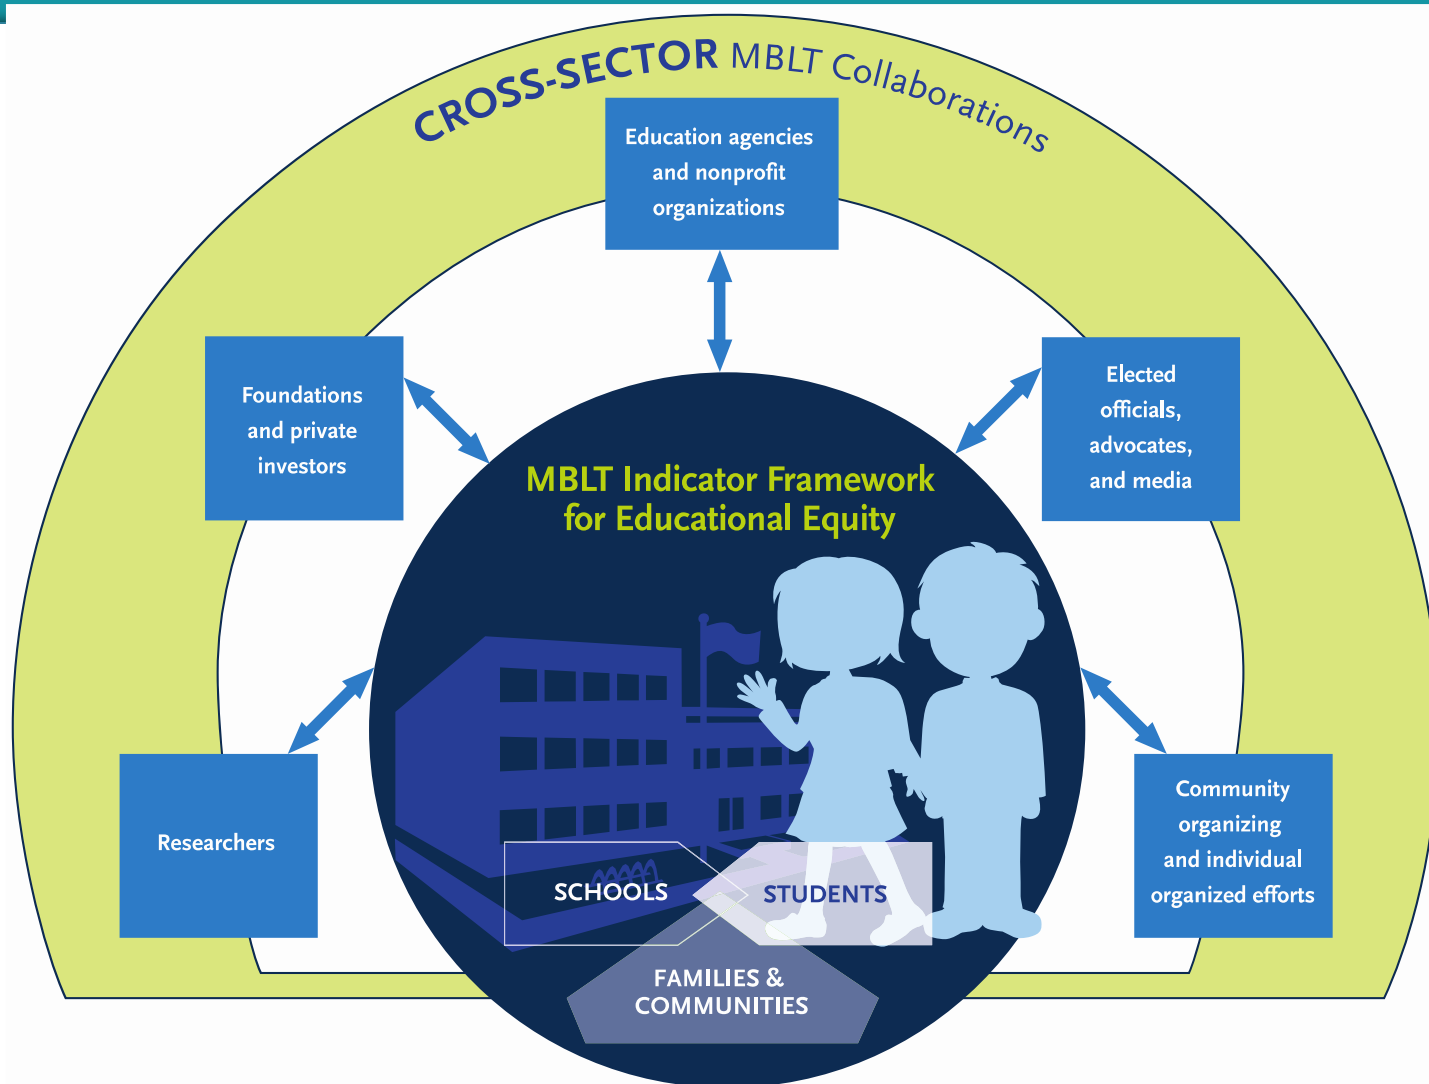 CROSS-SECTOR MBLT Collaborations
Education agencies
and nonprofit
organizations
Foundations
and private
investors
Elected
officials,
advocates,
and media
MBLT Indicator Framework
for Educational Equity
Researchers
Community
organizing
and individual
organized efforts
SCHOOLS
STUDENTS
FAMILIES &
COMMUNITIES